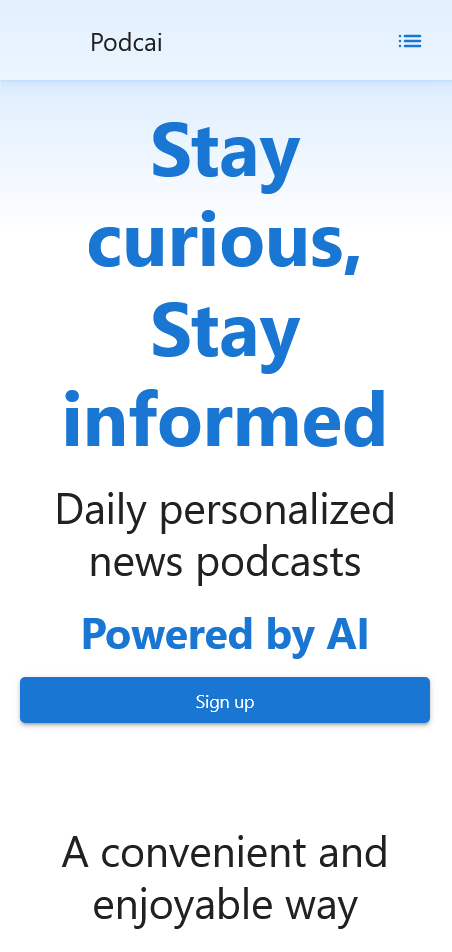 Podcai
Stay
curious,
Stay
informed
Daily personalized
news podcasts
Powered by AI
Sign up
A convenient and
enjoyable way